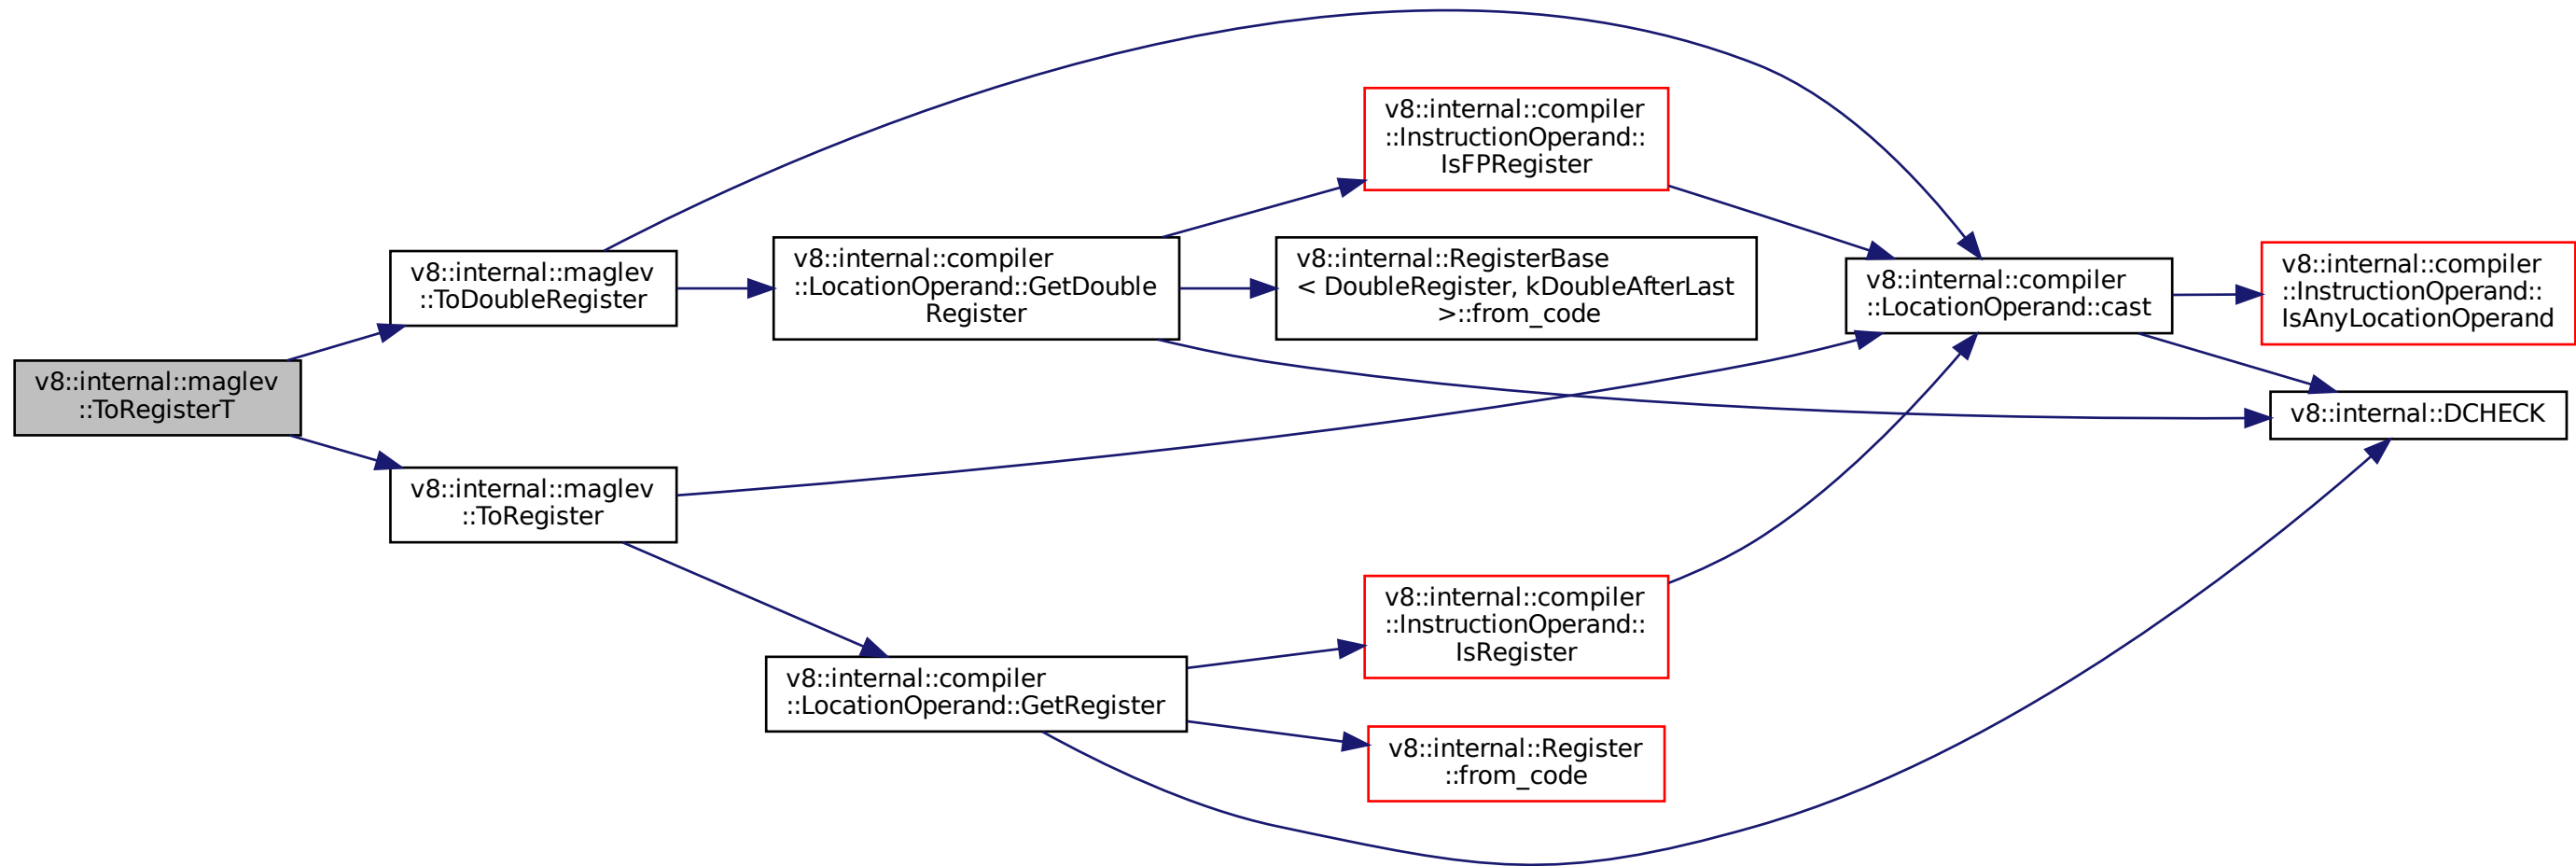 v8::internal::maglev
::ToRegisterT
v8::internal::maglev
::ToDoubleRegister
v8::internal::maglev
::ToRegister
v8::internal::compiler
::LocationOperand::GetDouble
Register
v8::internal::compiler
::LocationOperand::GetRegister
v8::internal::compiler
::InstructionOperand::
IsFPRegister
v8::internal::RegisterBase
< DoubleRegister, kDoubleAfterLast
>::from_code
v8::internal::compiler
::InstructionOperand::
IsRegister
v8::internal::Register
::from_code
v8::internal::compiler
::LocationOperand::cast
v8::internal::compiler
::InstructionOperand::
IsAnyLocationOperand
v8::internal::DCHECK